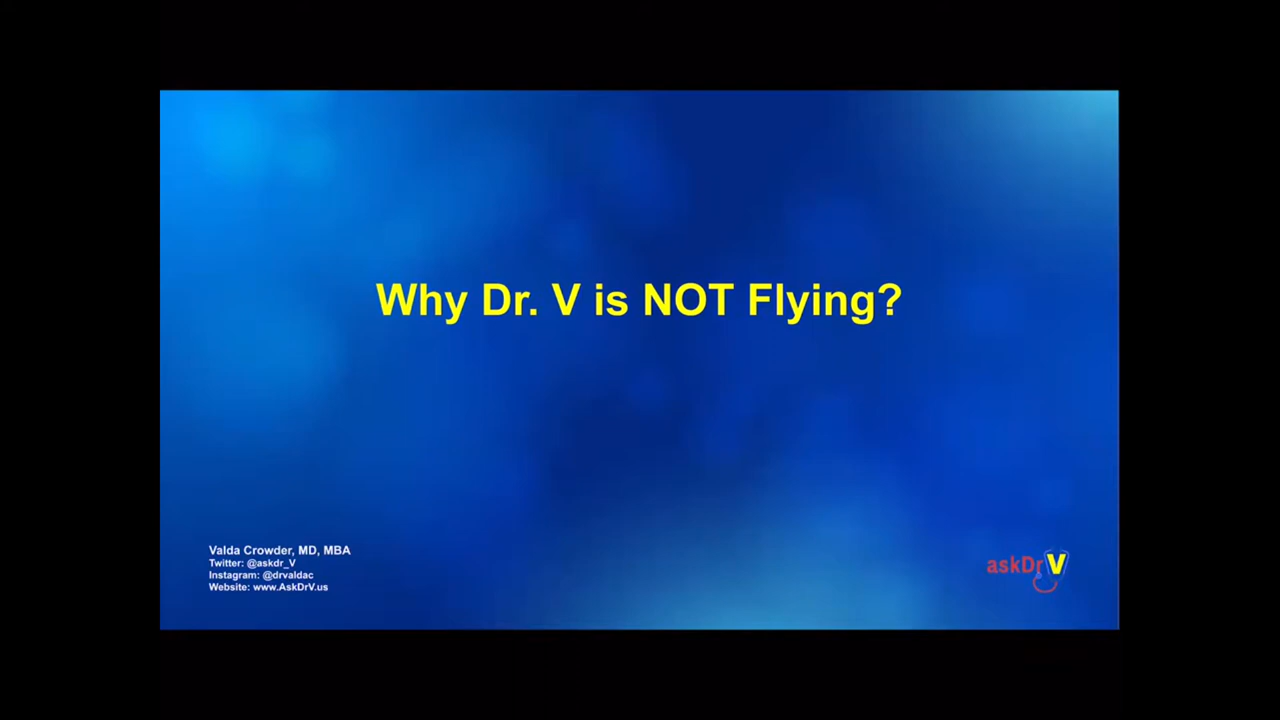 Why Dr. V is NOT Flying?
Valda Crowder, MD, MBA
Twitter: @askdr_V
Instagram: @drvaldac
Website: www.AskDrV.us
askDrV